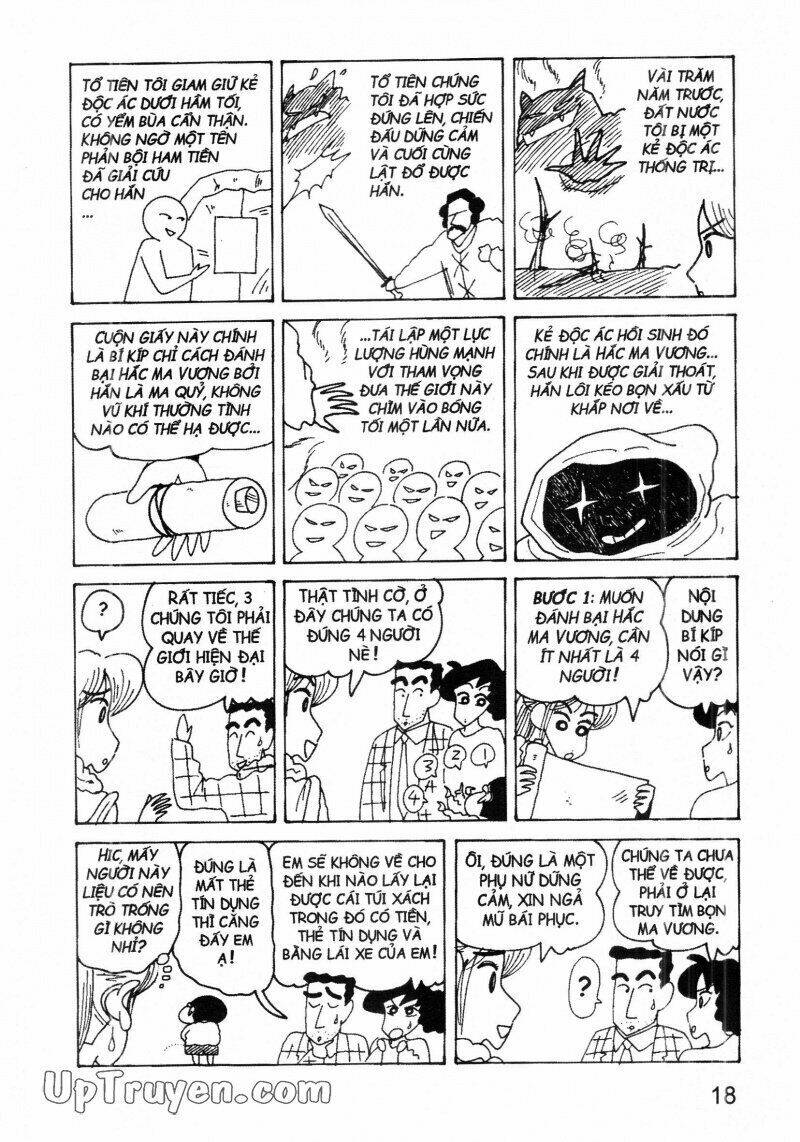 VÀI TRĂM
NĂM TRƯỚC,
ĐẤT NƯỚC
TÔI BỊ MỘT
KẺ ĐỘC ÁC
THỐNG TRỊ...
TỔ TIÊN CHÚNG
TÔI ĐÃ HỢP SỨC
ĐỨNG LÊN, CHIẾN
ĐẤU DŨNG CẢM
VÀ CUỐI CÙNG
LẬT ĐỔ ĐƯỢC
HẮN.
TỔ TIÊN TÔI GIAM GIỮ KẺ
ĐỘC ÁC DƯỚI HẦM TỐI,
CÓ YỂM BÙA CẨN THẬN.
KHÔNG NGỜ MỘT TÊN
PHẢN BỘI HAM TIỀN
ĐÃ GIẢI CỨU
CHO HẮN
...
KẺ ĐỘC ÁC HỒI SINH ĐÓ
CHÍNH LÀ HẮC MA VƯƠNG...
SAU KHI ĐƯỢC GIẢI THOÁT,
HẮN LÔI KÉO BỌN XẤU TỪ
KHẮP NƠI VỀ...
...TÁI LẬP MỘT LỰC
LƯỢNG HÙNG MẠNH
VỚI THAM VỌNG
ĐƯA THẾ GIỚI NÀY
CHÌM VÀO BÓNG
TỐI MỘT LẦN NỮA.
CUỘN GIẤY NÀY CHÍNH
LÀ BÍ KÍP CHỈ CÁCH ĐÁNH
BẠI HẮC MA VƯƠNG BỞI
HẮN LÀ MA QUỶ, KHÔNG
VŨ KHÍ THƯỜNG TÌNH
NÀO CÓ THỂ HẠ ĐƯỢC...
NỘI
DUNG
BÍ KÍP
NÓI GÌ
VẬY?
BƯỚC 1: MUỐN
ĐÁNH BẠI HẮC
MA VƯƠNG, CẦN
ÍT NHẤT LÀ 4
NGƯỜI!
THẬT TÌNH CỜ, Ở
ĐÂY CHÚNG TA CÓ
ĐÚNG 4 NGƯỜI
NÈ!
1
2
3
4
RẤT TIẾC, 3
CHÚNG TÔI PHẢI
QUAY VỀ THẾ
GIỚI HIỆN ĐẠI
BÂY GIỜ!
?
CHÚNG TA CHƯA
THỂ VỀ ĐƯỢC,
PHẢI Ở LẠI
TRUY TÌM BỌN
MA VƯƠNG.
ÔI, ĐÚNG LÀ MỘT
PHỤ NỮ DŨNG
CẢM, XIN NGẢ
MŨ BÁI PHỤC.
?
EM SẼ KHÔNG VỀ CHO
ĐẾN KHI NÀO LẤY LẠI
ĐƯỢC CÁI TÚI XÁCH
TRONG ĐÓ CÓ TIỀN,
THẺ TÍN DỤNG VÀ
BẰNG LÁI XE CỦA EM!
ĐÚNG LÀ
MẤT THẺ
TÍN DỤNG
THÌ CĂNG
ĐẤY EM
Ạ!
HIC, MẤY
NGƯỜI NÀY
LIỆU CÓ NÊN
TRÒ TRỐNG
GÌ KHÔNG
NHỈ?
UpTruyen.com
18